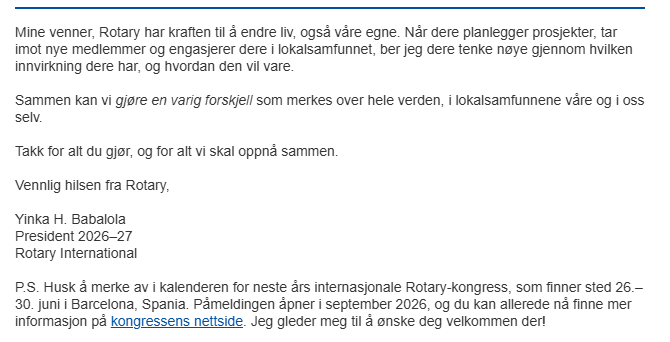 Mine venner, Rotary har kraften til å endre liv, også våre egne. Når dere planlegger prosjekter, tar
imot nye medlemmer og engasjerer dere i lokalsamfunnet, ber jeg dere tenke nøye gjennom hvilken
innvirkning dere har, og hvordan den vil vare.
Sammen kan vi gjøre en varig forskjell som merkes over hele verden, i lokalsamfunnene våre og i oss
selv.
Takk for alt du gjør, og for alt vi skal oppnå sammen.
Vennlig hilsen fra Rotary,
Yinka H. Babalola
President 2026–27
Rotary International
P.S. Husk å merke av i kalenderen for neste års internasjonale Rotary-kongress, som finner sted 26.–
30. juni i Barcelona, Spania. Påmeldingen åpner i september 2026, og du kan allerede nå finne mer
informasjon på kongressens nettside. Jeg gleder meg til å ønske deg velkommen der!